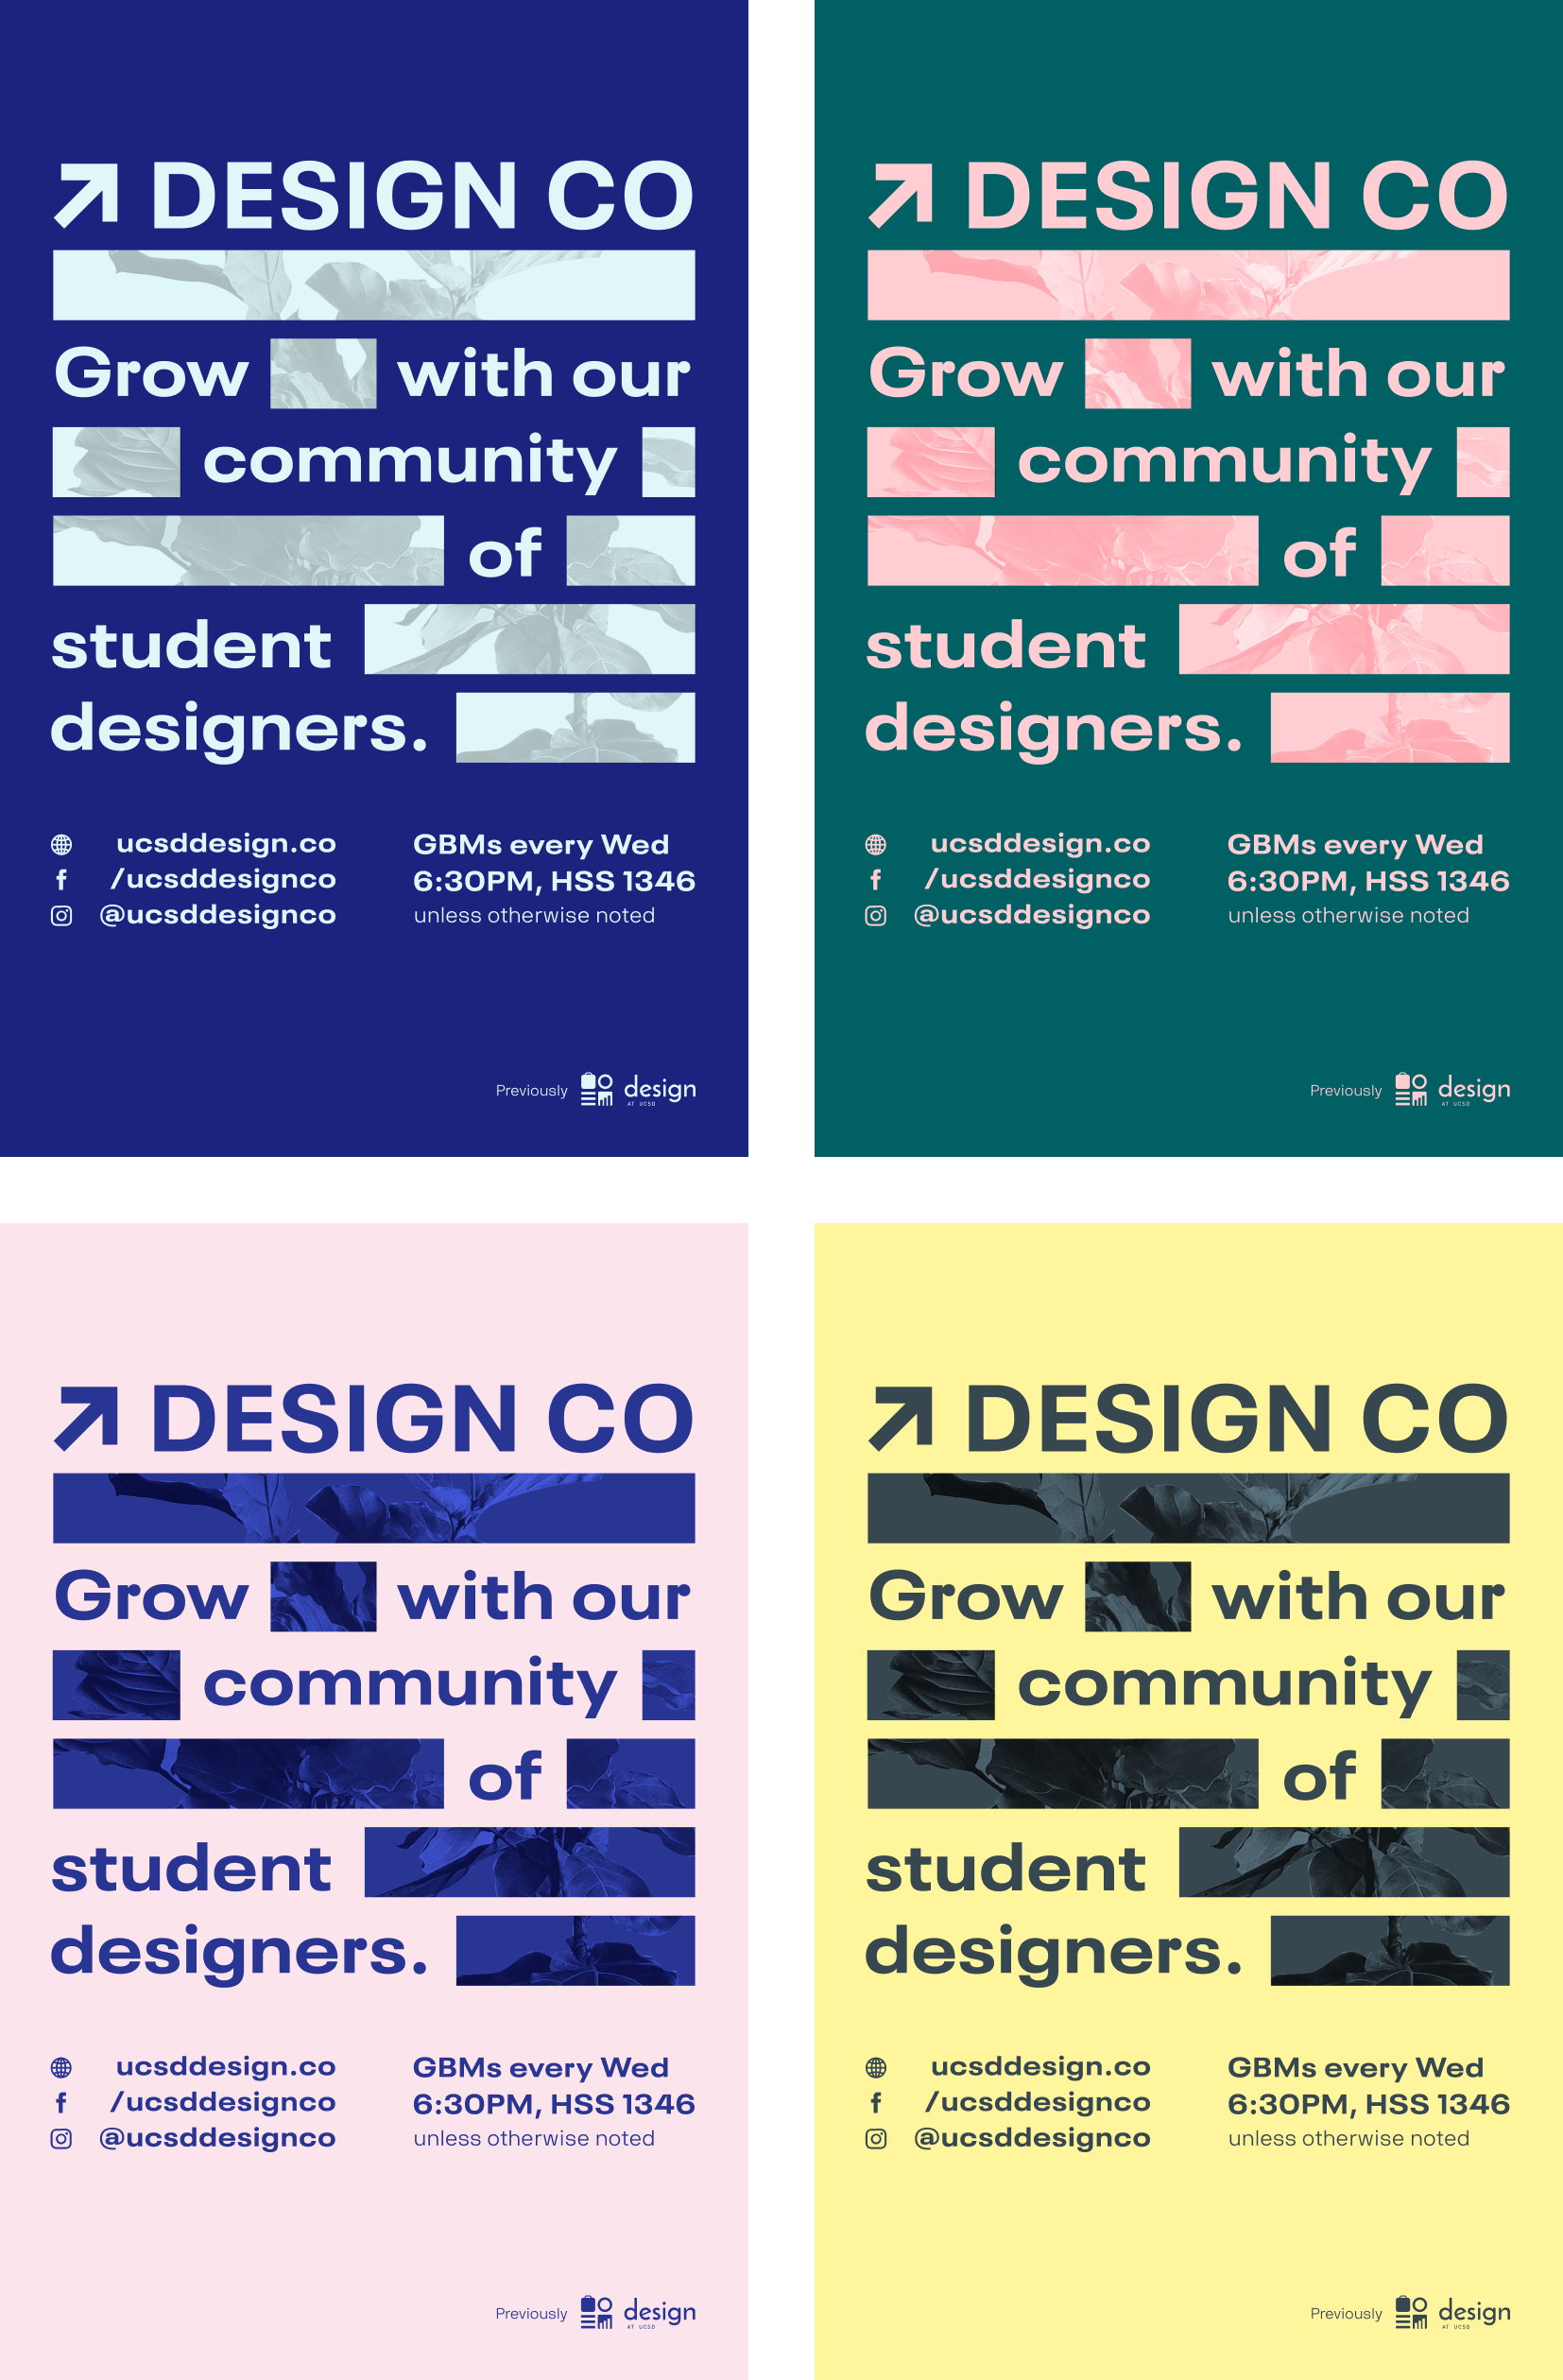 DESIGN CO
Grow with our
community
of
student
designers.
ucsddesign.co
/ucsddesignco
@ucsddesignco
GBMs every Wed
6:30PM, HSS 1346
unless otherwise noted
Previously design
AT UCSD
DESIGN CO
Grow with our
community
of
student
designers.
ucsddesign.co
/ucsddesignco
@ucsddesignco
GBMs every Wed
6:30PM, HSS 1346
unless otherwise noted
Previously design
AT UCSD
DESIGN CO
Grow with our
community
of
student
designers.
ucsddesign.co
/ucsddesignco
@ucsddesignco
GBMs every Wed
6:30PM, HSS 1346
unless otherwise noted
Previously design
AT UCSD
DESIGN CO
Grow with our
community
of
student
designers.
ucsddesign.co
/ucsddesignco
@ucsddesignco
GBMs every Wed
6:30PM, HSS 1346
unless otherwise noted
Previously design
AT UCSD